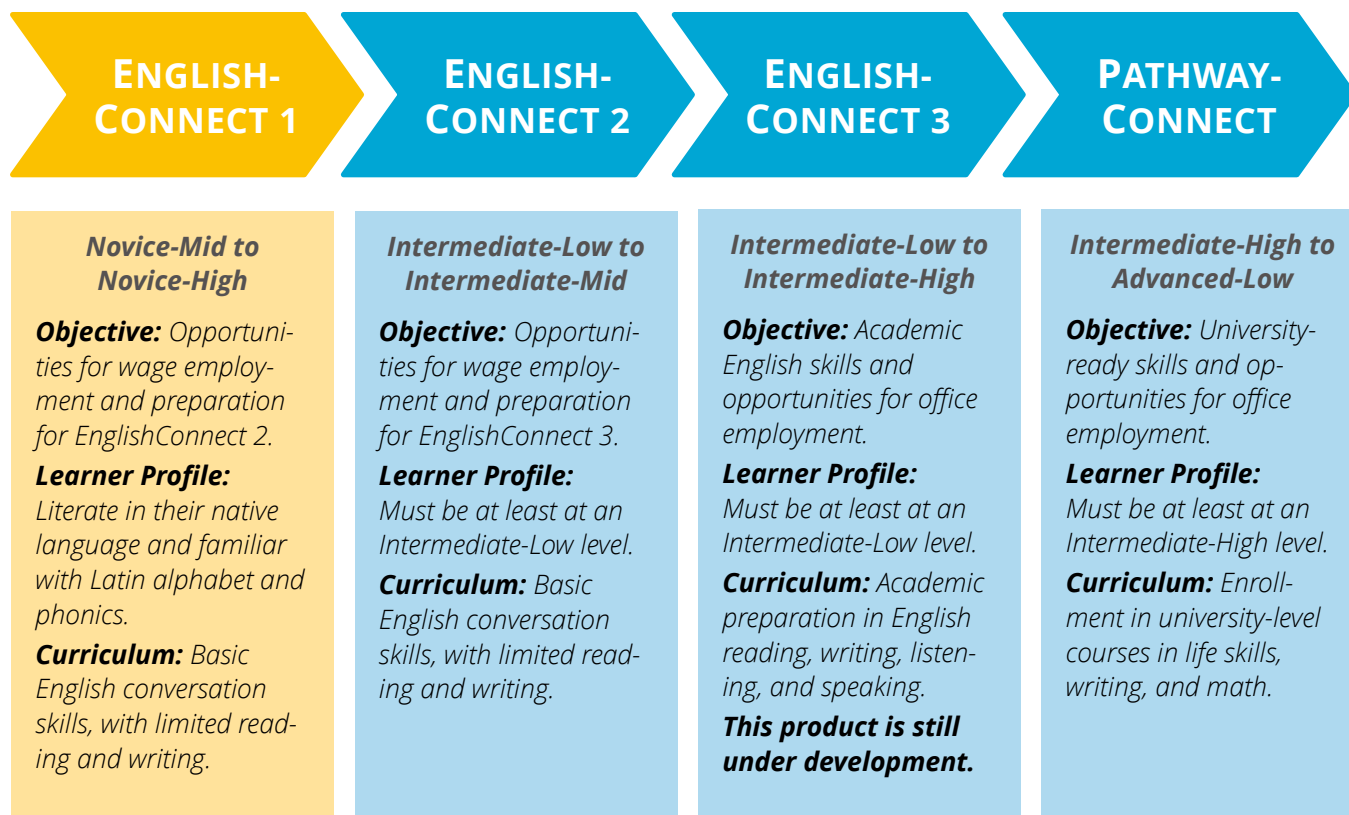 ENGLISH-
CONNECT 1
ENGLISH-
CONNECT 2
ENGLISH-
CONNECT 3
PATHWAY-
CONNECT
Novice-Mid to
Novice-High
Objective: Opportuni-
ties for wage employ-
ment and preparation
for EnglishConnect 2.
Learner Profile:
Literate in their native
language and familiar
with Latin alphabet and
phonics.
Curriculum: Basic
English conversation
skills, with limited read-
ing and writing.
Intermediate-Low to
Intermediate-Mid
Objective: Opportuni-
ties for wage employ-
ment and preparation
for EnglishConnect 3.
Learner Profile:
Must be at least at an
Intermediate-Low level.
Curriculum: Basic
English conversation
skills, with limited read-
ing and writing.
Intermediate-Low to
Intermediate-High
Objective: Academic
English skills and
opportunities for office
employment.
Learner Profile:
Must be at least at an
Intermediate-Low level.
Curriculum: Academic
preparation in English
reading, writing, listen-
ing, and speaking.
This product is still
under development.
Intermediate-High to
Advanced-Low
Objective: University-
ready skills and op-
portunities for office
employment.
Learner Profile:
Must be at least at an
Intermediate-High level.
Curriculum: Enroll-
ment in university-level
courses in life skills,
writing, and math.